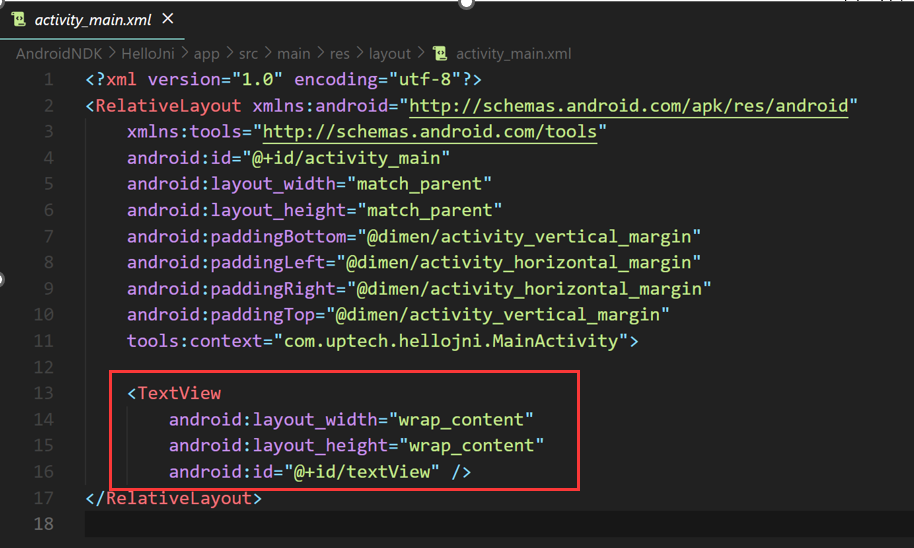 activity_main.xml
AndroidNDK > HelloJni > app > src > main > res > layout > activity_main.xml
1 <?xml version="1.0" encoding="utf-8"?>
2 <RelativeLayout xmlns:android="http://schemas.android.com/apk/res/android"
3 xmlns:tools="http://schemas.android.com/tools"
4 android:id="@+id/activity_main"
5 android:layout_width="match_parent"
6 android:layout_height="match_parent"
7 android:paddingBottom="@dimen/activity_vertical_margin"
8 android:paddingLeft="@dimen/activity_horizontal_margin"
9 android:paddingRight="@dimen/activity_horizontal_margin"
10 android:paddingTop="@dimen/activity_vertical_margin"
11 tools:context="com.uptech.hellojni.MainActivity">
12
13 <TextView
14 android:layout_width="wrap_content"
15 android:layout_height="wrap_content"
16 android:id="@+id/textView" />
17 </RelativeLayout>
18